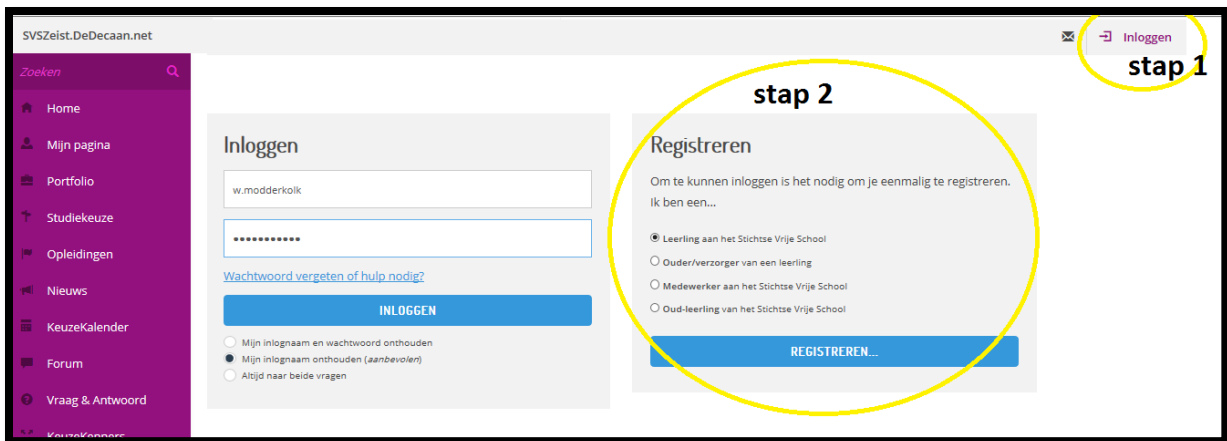 SVSZeist.DeDecaan.net
Inloggen
stap 1
Zoeken
Home
Mijn pagina
Portfolio
Studiekeuze
Opleidingen
Nieuws
KeuzeKalender
Forum
Vraag & Antwoord
KeuzeKenners
Inloggen
w.modderkolk
•••••••••••
Wachtwoord vergeten of hulp nodig?
INLOGGEN
Mijn inlognaam en wachtwoord onthouden
Mijn inlognaam onthouden (aanbevolen)
Altijd naar beide vragen
stap 2
Registreren
Om te kunnen inloggen is het nodig om je eenmalig te registreren.
Ik ben een...
Leerling aan het Stichtse Vrije School
Ouder/verzorger van een leerling
Medewerker aan het Stichtse Vrije School
Oud-leerling van het Stichtse Vrije School
REGISTREREN...